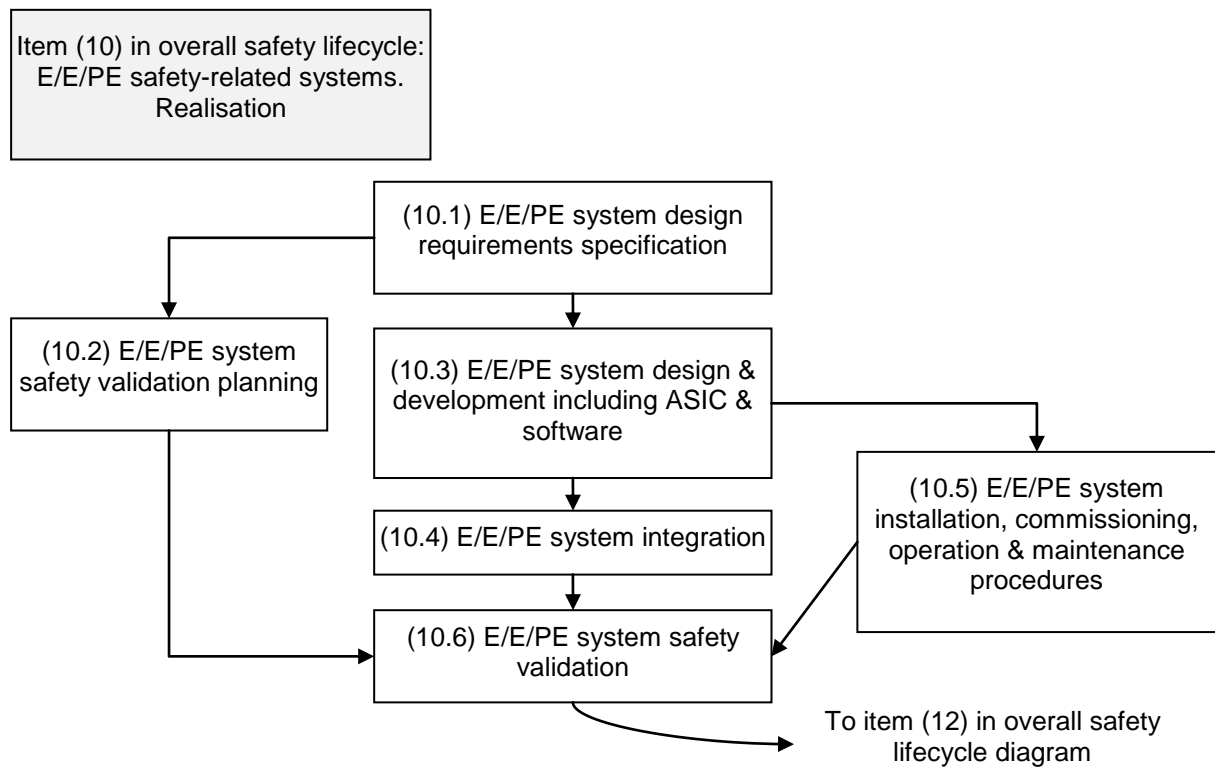 Item (10) in overall safety lifecycle:
E/E/PE safety-related systems.
Realisation
(10.1) E/E/PE system design
requirements specification
(10.2) E/E/PE system
safety validation planning
(10.3) E/E/PE system design &
development including ASIC &
software
(10.4) E/E/PE system integration
(10.5) E/E/PE system
installation, commissioning,
operation & maintenance
procedures
(10.6) E/E/PE system safety
validation
To item (12) in overall safety
lifecycle diagram